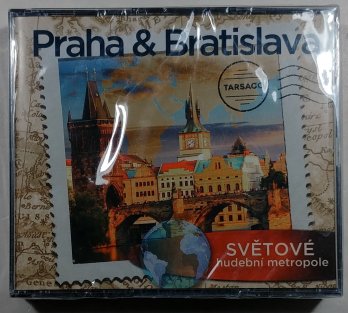 Praha & Bratislava
TARSAGO
SVĚTOVÉ
hudební metropole